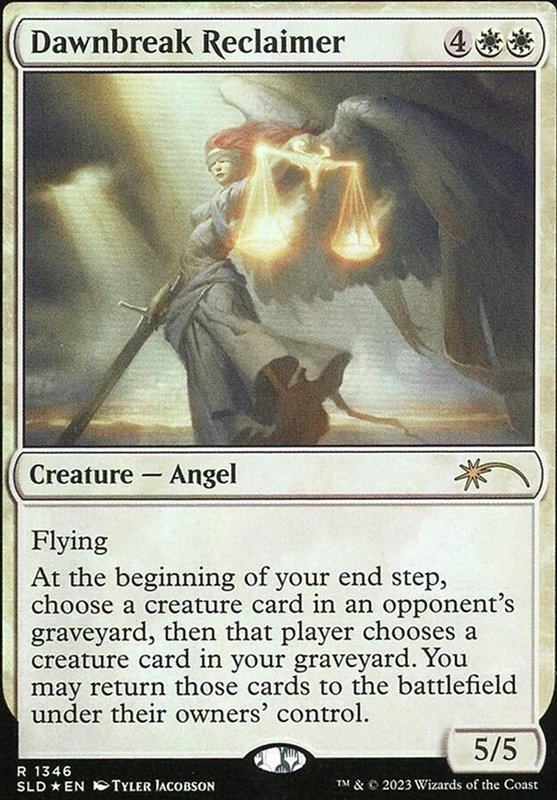 Dawnbreak Reclaimer 4
Creature — Angel
Flying
At the beginning of your end step,
choose a creature card in an opponent's
graveyard, then that player chooses a
creature card in your graveyard. You
may return those cards to the battlefield
under their owners' control.
5/5
R 1346
SLD ★ EN Tyler Jacobson
™ & © 2023 Wizards of the Coast